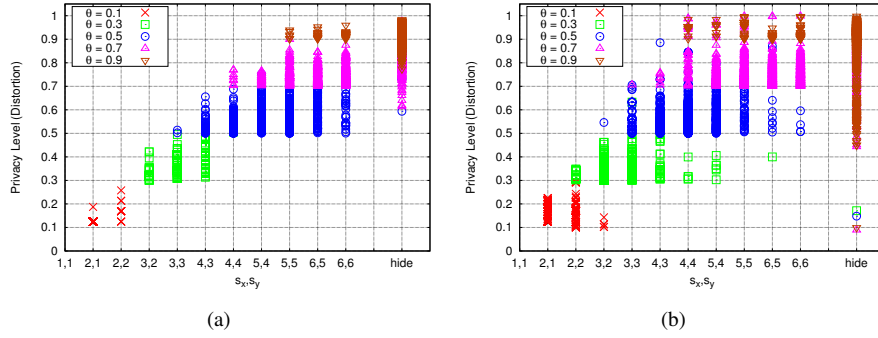 1
0.9
0.8
0.7
0.6
0.5
0.4
0.3
0.2
0.1
0
Privacy Level (Distortion)
θ = 0.1
θ = 0.3
θ = 0.5
θ = 0.7
θ = 0.9
1,1 2,1 2,2 3,2 3,3 4,3 4,4 5,4 5,5 6,5 6,6 hide
s_x,s_y
(a)
1
0.9
0.8
0.7
0.6
0.5
0.4
0.3
0.2
0.1
0
Privacy Level (Distortion)
θ = 0.1
θ = 0.3
θ = 0.5
θ = 0.7
θ = 0.9
1,1 2,1 2,2 3,2 3,3 4,3 4,4 5,4 5,5 6,5 6,6 hide
s_x,s_y
(b)